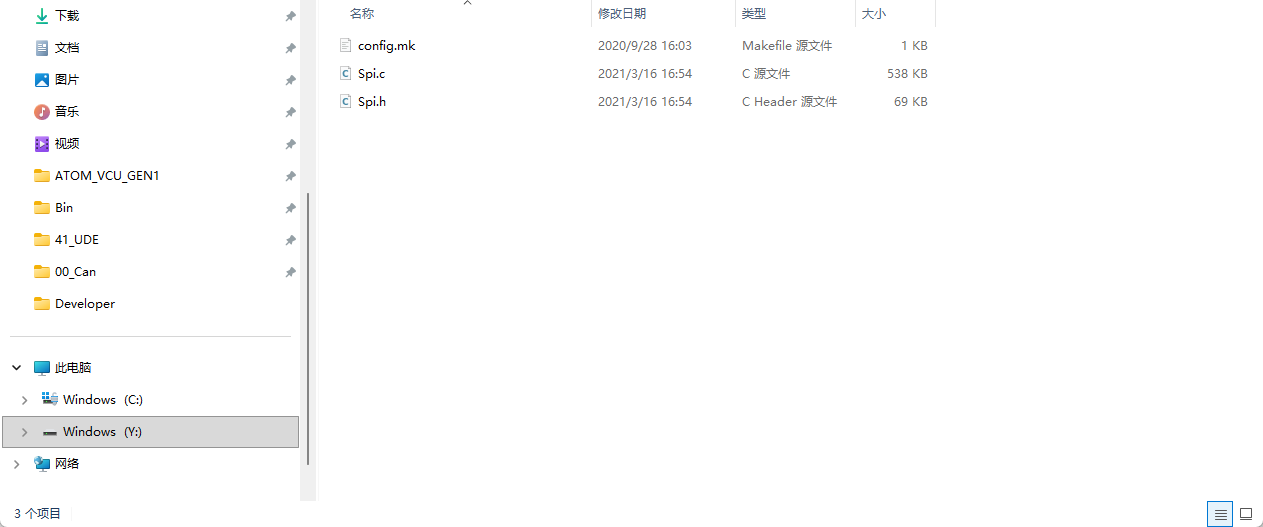 下载
文档
图片
音乐
视频
ATOM_VCU_GEN1
Bin
41_UDE
00_Can
Developer
此电脑
Windows (C:)
Windows (Y:)
网络
名称 修改日期 类型 大小
config.mk 2020/9/28 16:03 Makefile 源文件 1 KB
Spi.c 2021/3/16 16:54 C 源文件 538 KB
Spi.h 2021/3/16 16:54 C Header 源文件 69 KB
3 个项目